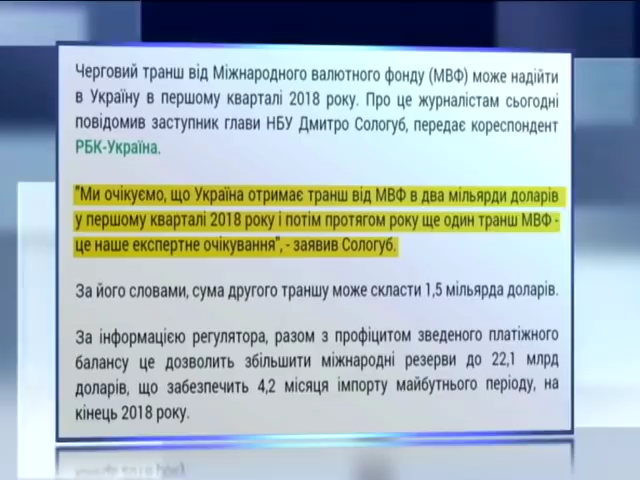 Черговий транш від Міжнародного валютного фонду (МВФ) може надійти
в Україну в першому кварталі 2018 року. Про це журналістам сьогодні
повідомив заступник глави НБУ Дмитро Сологуб, передає кореспондент
РБК-Україна.
"Ми очікуємо, що Україна отримає транш від МВФ в два мільярди доларів
у першому кварталі 2018 року і потім протягом року ще один транш МВФ -
це наше експертне очікування", - заявив Сологуб.
За його словами, сума другого траншу може скласти 1,5 мільярда доларів.
За інформацією регулятора, разом з профіцитом зведеного платіжного
балансу це дозволить збільшити міжнародні резерви до 22,1 млрд
доларів, що забезпечить 4,2 місяця імпорту майбутнього періоду, на
кінець 2018 року.